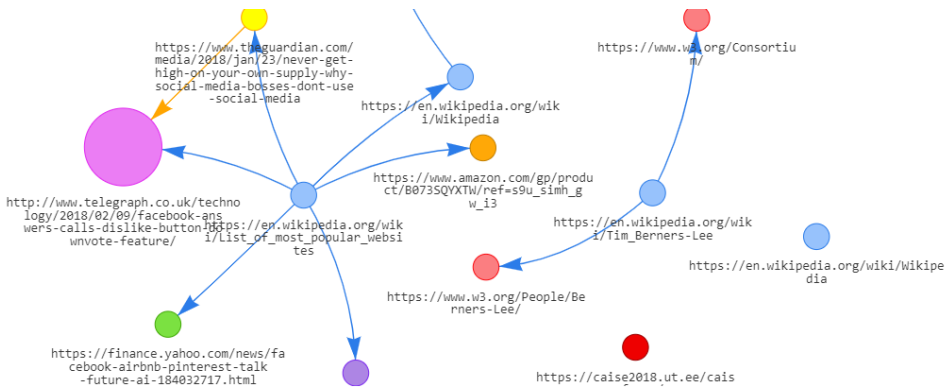 https://www.theguardian.com/
media/2018/jan/23/never-get-
high-on-your-own-supply-why-
social-media-bosses-dont-use
-social-media
https://www.w3.org/Consortiu
m/
https://en.wikipedia.org/wik
i/Wikipedia
https://www.amazon.com/gp/produ
ct/B073SQYXTW/ref=s9u_simh_g
w_i3
http://www.telegraph.co.uk/techno
logy/2018/02/09/facebook-ans
wers-calls-dislike-button-do
wnvote-feature/
https://en.wikipedia.org/wiki
i/List_of_most_popular_websi
tes
https://en.wikipedia.org/wik
i/Tim_Berners-Lee
https://en.wikipedia.org/wiki/Wikipe
dia
https://www.w3.org/People/Be
rners-Lee/
https://finance.yahoo.com/news/fa
cebook-airbnb-pinterest-talk
-future-ai-184032717.html
https://caise2018.ut.ee/cais